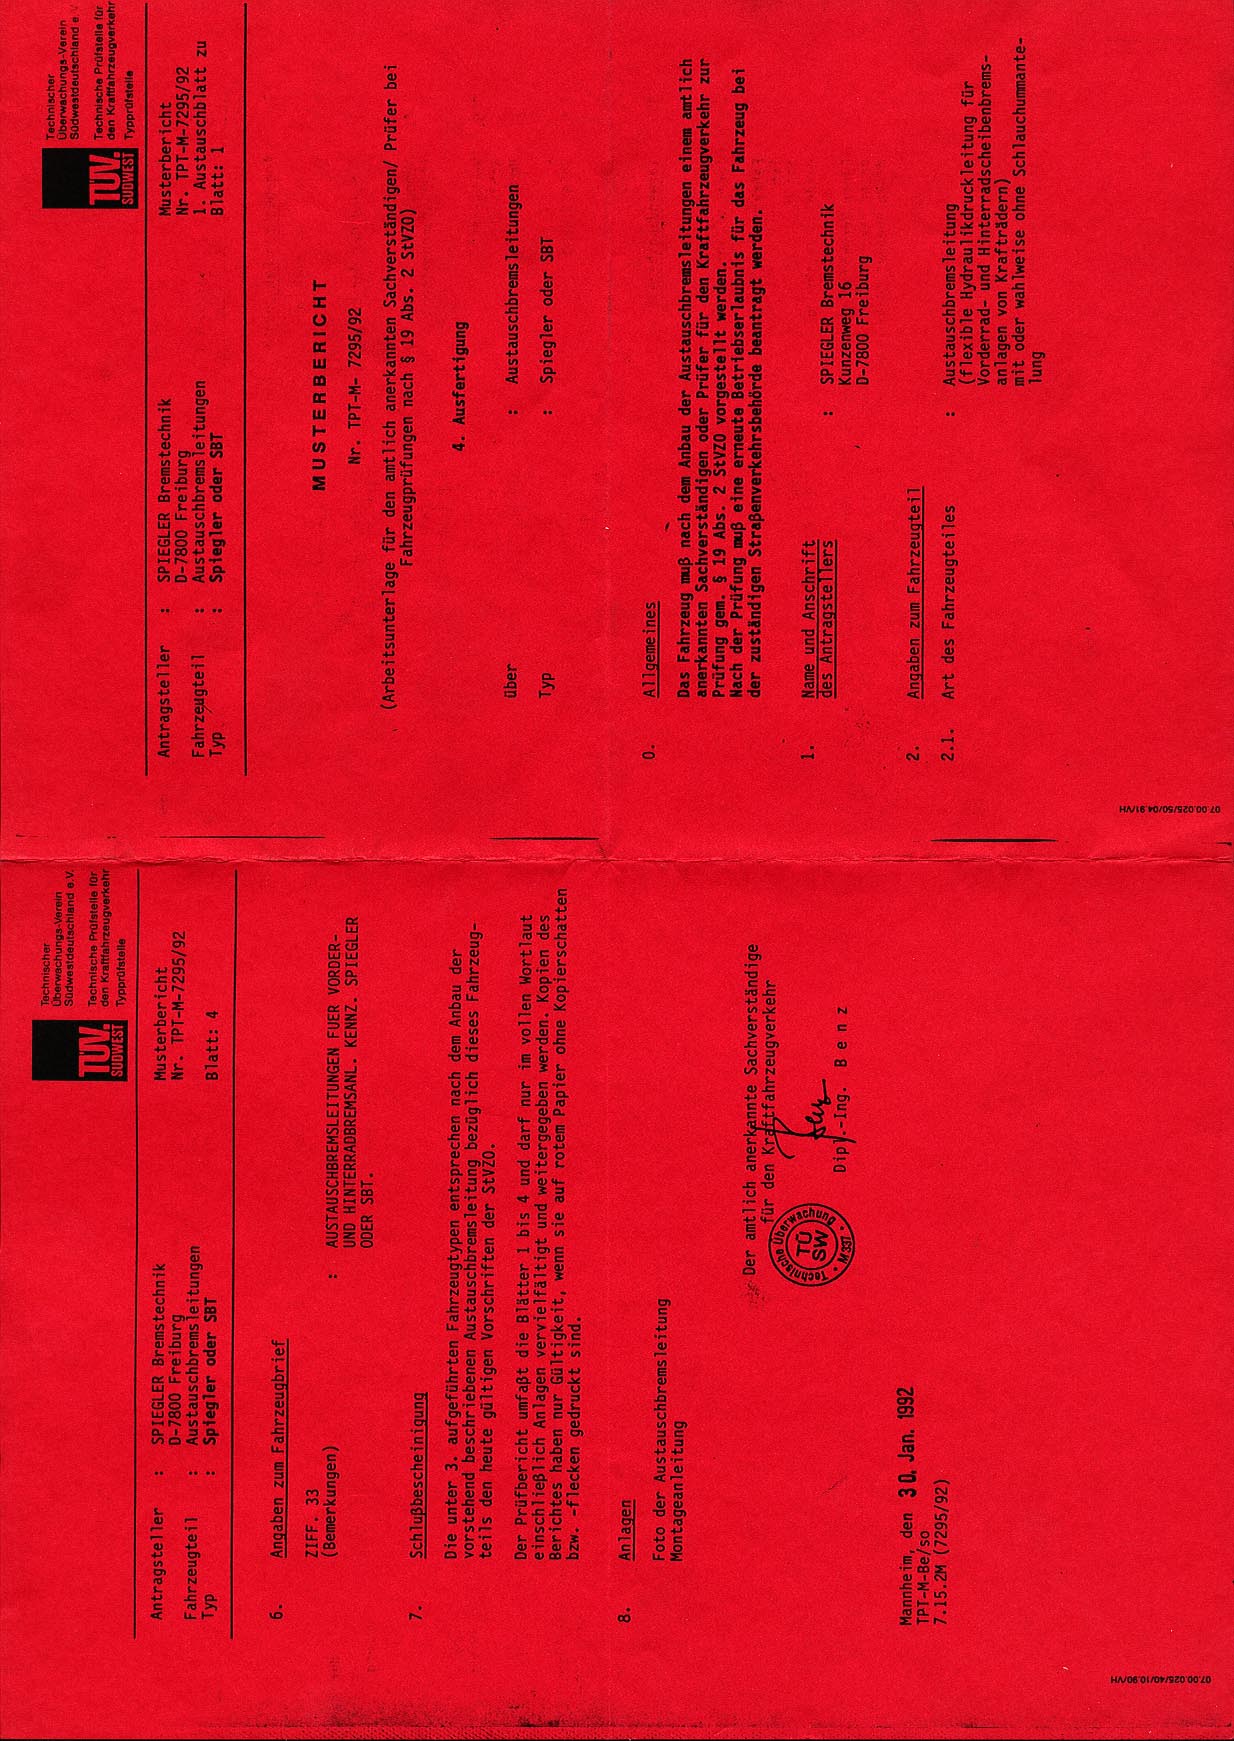 TÜV.
SÜDWEST
Technischer
Überwachungs-Verein
Südwestdeutschland e.V.
Technische Prüfstelle für
den Kraftfahrzeugverkehr
Typprüfstelle
Antragsteller : SPIEGLER Bremstechnik
D-7800 Freiburg
Fahrzeugteil : Austauschbremsleitungen
Typ : Spiegler oder SBT
Musterbericht
Nr. TPT-M-7295/92
Blatt: 4
6. Angaben zum Fahrzeugbrief
ZIFF. 33 : AUSTAUSCHBREMSLEITUNGEN FUER VORDER-
(Bemerkungen) UND HINTERRADBREMSANL. KENNZ. SPIEGLER
ODER SBT.
7. Schlußbescheinigung
Die unter 3. aufgeführten Fahrzeugtypen entsprechen nach dem Anbau der
vorstehend beschriebenen Austauschbremsleitung bezüglich dieses Fahrzeug-
teils den heute gültigen Vorschriften der StVZO.
Der Prüfbericht umfaßt die Blätter 1 bis 4 und darf nur im vollen Wortlaut
einschließlich Anlagen vervielfältigt und weitergegeben werden. Kopien des
Berichtes haben nur Gültigkeit, wenn sie auf rotem Papier ohne Kopierschatten
bzw. -flecken gedruckt sind.
8. Anlagen
Foto der Austauschbremsleitung
Montageanleitung
Der amtlich anerkannte Sachverständige
für den Kraftfahrzeugverkehr
Technische Überwachung
TÜ
SW
M 337
Dipl.-Ing. Benz
Mannheim, den 30. Jan. 1992
TPT-M-Be/so
7.15.2M (7295/92)
07.00.025/40/10.90/VH
TÜV.
SÜDWEST
Technischer
Überwachungs-Verein
Südwestdeutschland e.V.
Technische Prüfstelle für
den Kraftfahrzeugverkehr
Typprüfstelle
Antragsteller : SPIEGLER Bremstechnik
D-7800 Freiburg
Fahrzeugteil : Austauschbremsleitungen
Typ : Spiegler oder SBT
Musterbericht
Nr. TPT-M-7295/92
1. Austauschblatt zu
Blatt: 1
MUSTERBERICHT
Nr. TPT-M- 7295/92
(Arbeitsunterlage für den amtlich anerkannten Sachverständigen/ Prüfer bei
Fahrzeugprüfungen nach § 19 Abs. 2 StVZO)
4. Ausfertigung
über : Austauschbremsleitungen
Typ : Spiegler oder SBT
0. Allgemeines
Das Fahrzeug muß nach dem Anbau der Austauschbremsleitungen einem amtlich
anerkannten Sachverständigen oder Prüfer für den Kraftfahrzeugverkehr zur
Prüfung gem. § 19 Abs. 2 StVZO vorgestellt werden.
Nach der Prüfung muß eine erneute Betriebserlaubnis für das Fahrzeug bei
der zuständigen Straßenverkehrsbehörde beantragt werden.
1. Name und Anschrift : SPIEGLER Bremstechnik
des Antragstellers Kunzenweg 16
D-7800 Freiburg
2. Angaben zum Fahrzeugteil
2.1. Art des Fahrzeugteiles : Austauschbremsleitung
(flexible Hydraulikdruckleitung für
Vorderrad- und Hinterradscheibenbrems-
anlagen von Krafträdern)
mit oder wahlweise ohne Schlauchummante-
lung
07.00.025/50/04.91/VH